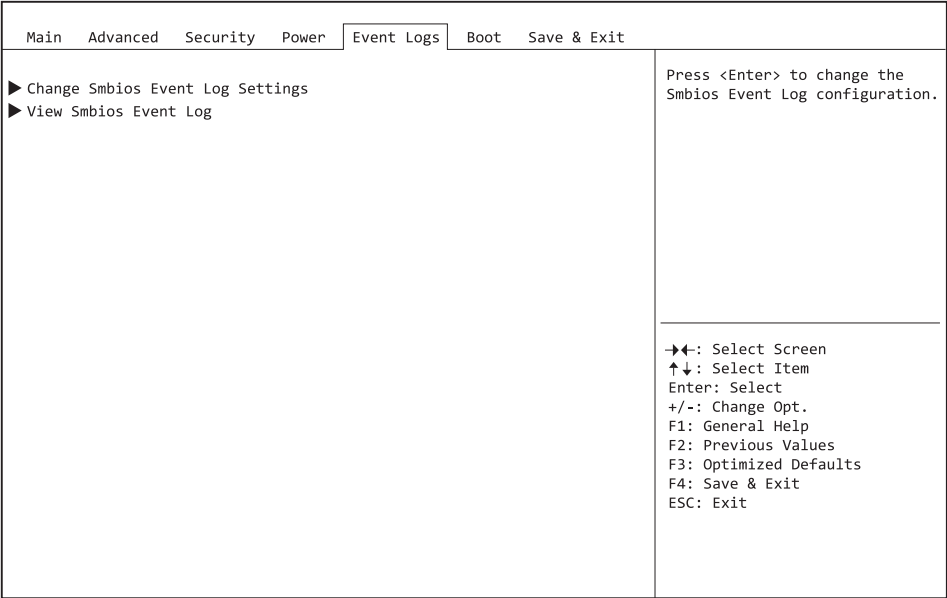 Main Advanced Security Power Event Logs Boot Save & Exit
▶ Change Smbios Event Log Settings
▶ View Smbios Event Log
Press <Enter> to change the
Smbios Event Log configuration.
→←: Select Screen
↑↓: Select Item
Enter: Select
+/-: Change Opt.
F1: General Help
F2: Previous Values
F3: Optimized Defaults
F4: Save & Exit
ESC: Exit